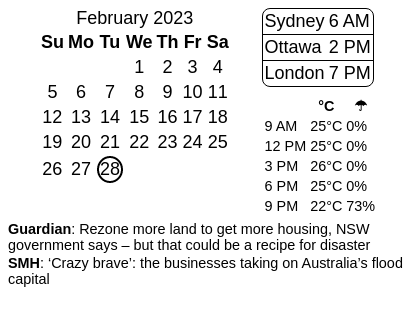 February 2023
Su Mo Tu We Th Fr Sa
1 2 3 4
5 6 7 8 9 10 11
12 13 14 15 16 17 18
19 20 21 22 23 24 25
26 27 28
Sydney 6 AM
Ottawa 2 PM
London 7 PM
°C ☂
9 AM 25°C 0%
12 PM 25°C 0%
3 PM 26°C 0%
6 PM 25°C 0%
9 PM 22°C 73%
Guardian: Rezone more land to get more housing, NSW
government says – but that could be a recipe for disaster
SMH: ‘Crazy brave’: the businesses taking on Australia’s flood
capital